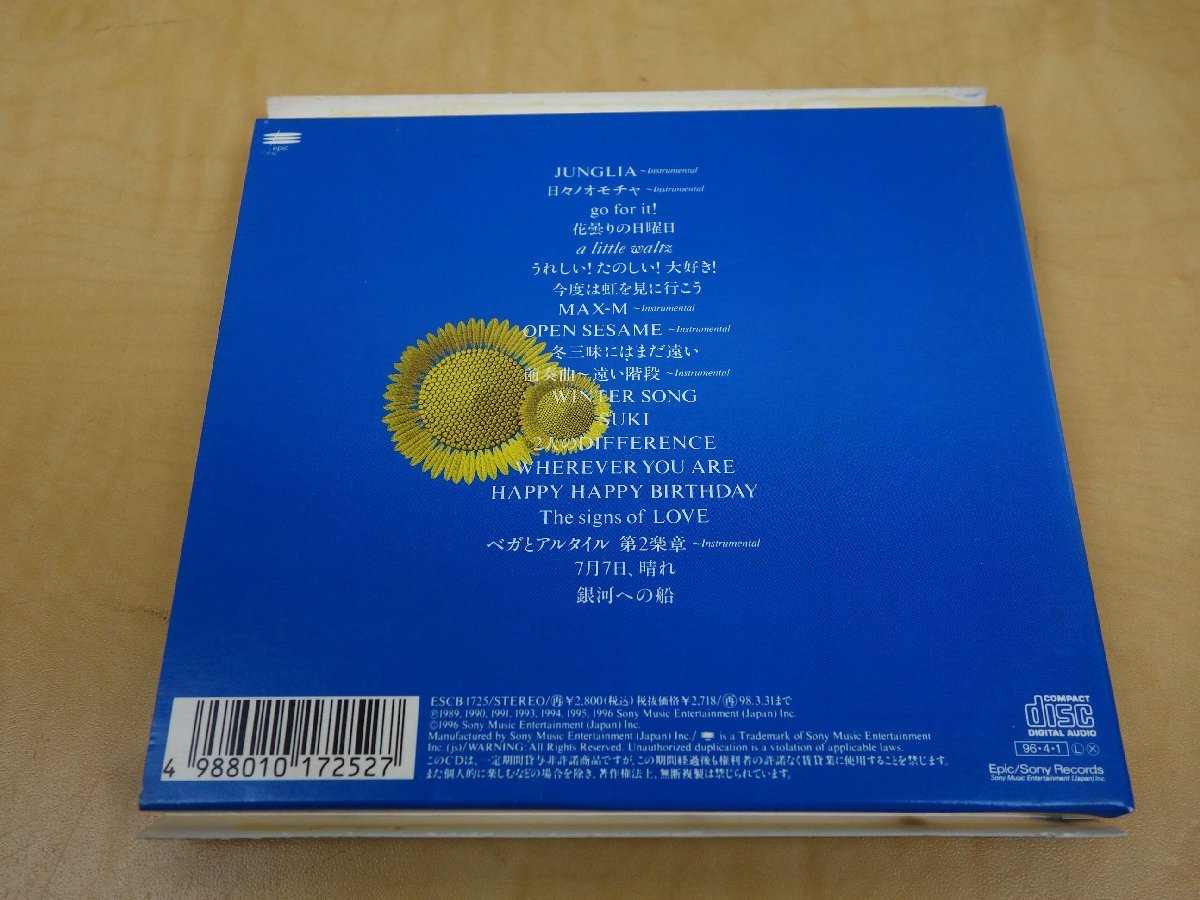 epic
JUNGLIA ~Instrumental
日々ノオモチャ ~Instrumental
go for it!
花曇りの日曜日
a little waltz
うれしい!たのしい!大好き!
今度は虹を見に行こう
MAX-M ~Instrumental
OPEN SESAME ~Instrumental
冬三昧にはまだ遠い
前奏曲~遠い階段 ~Instrumental
WINTER SONG
SUKI
2人のDIFFERENCE
WHEREVER YOU ARE
HAPPY HAPPY BIRTHDAY
The signs of LOVE
ベガとアルタイル 第2楽章 ~Instrumental
7月7日、晴れ
銀河への船
4 988010 172527
ESCB 1725/STEREO/再¥2,800(税込) 税抜価格¥2,718/再98.3.31まで
℗1989, 1990, 1991, 1993, 1994, 1995, 1996 Sony Music Entertainment (Japan) Inc.
©1996 Sony Music Entertainment (Japan) Inc.
Manufactured by Sony Music Entertainment (Japan) Inc./ is a Trademark of Sony Music Entertainment
Inc. (js)/WARNING: All Rights Reserved. Unauthorized duplication is a violation of applicable laws.
このCDは、一定期間貸与非許諾商品ですが、この期間経過後も権利者の許諾なく賃貸業に使用することを禁じます。
また個人的に楽しむなどの場合を除き、著作権法上、無断複製は禁じられています。
COMPACT
disc
DIGITAL AUDIO
96・4・1 Ⓛ Ⓧ
Epic/Sony Records
Sony Music Entertainment (Japan) Inc.